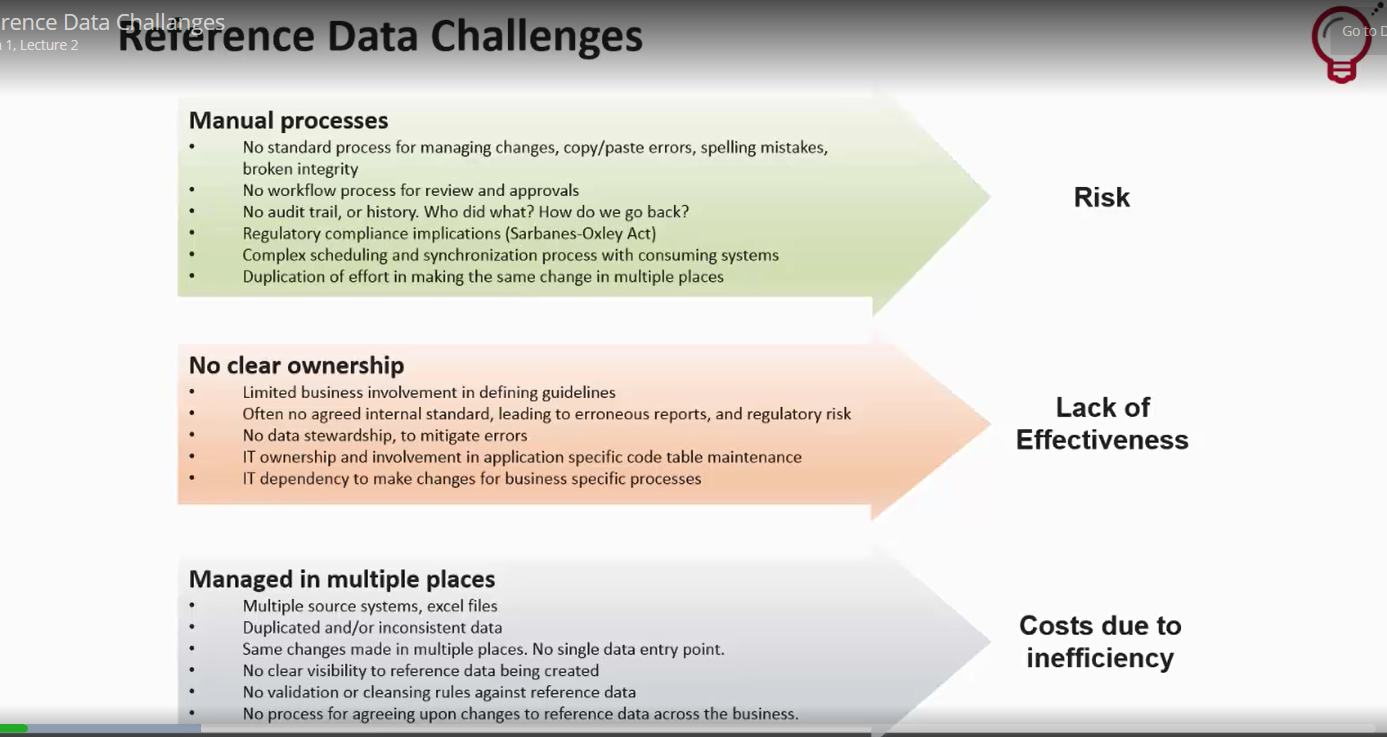 rence Data Challanges
1, Lecture 2
Reference Data Challenges
Go to D
Manual processes
• No standard process for managing changes, copy/paste errors, spelling mistakes,
broken integrity
• No workflow process for review and approvals
• No audit trail, or history. Who did what? How do we go back?
• Regulatory compliance implications (Sarbanes-Oxley Act)
• Complex scheduling and synchronization process with consuming systems
• Duplication of effort in making the same change in multiple places
Risk
No clear ownership
• Limited business involvement in defining guidelines
• Often no agreed internal standard, leading to erroneous reports, and regulatory risk
• No data stewardship, to mitigate errors
• IT ownership and involvement in application specific code table maintenance
• IT dependency to make changes for business specific processes
Lack of
Effectiveness
Managed in multiple places
• Multiple source systems, excel files
• Duplicated and/or inconsistent data
• Same changes made in multiple places. No single data entry point.
• No clear visibility to reference data being created
• No validation or cleansing rules against reference data
• No process for agreeing upon changes to reference data across the business.
Costs due to
inefficiency